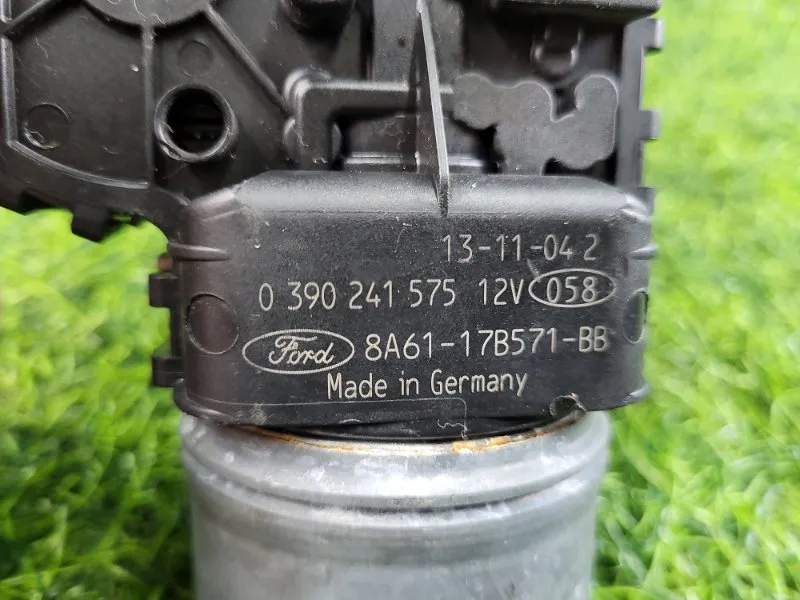 13-11-04 2
0 390 241 575 12V 058
Ford 8A61-17B571-BB
Made in Germany